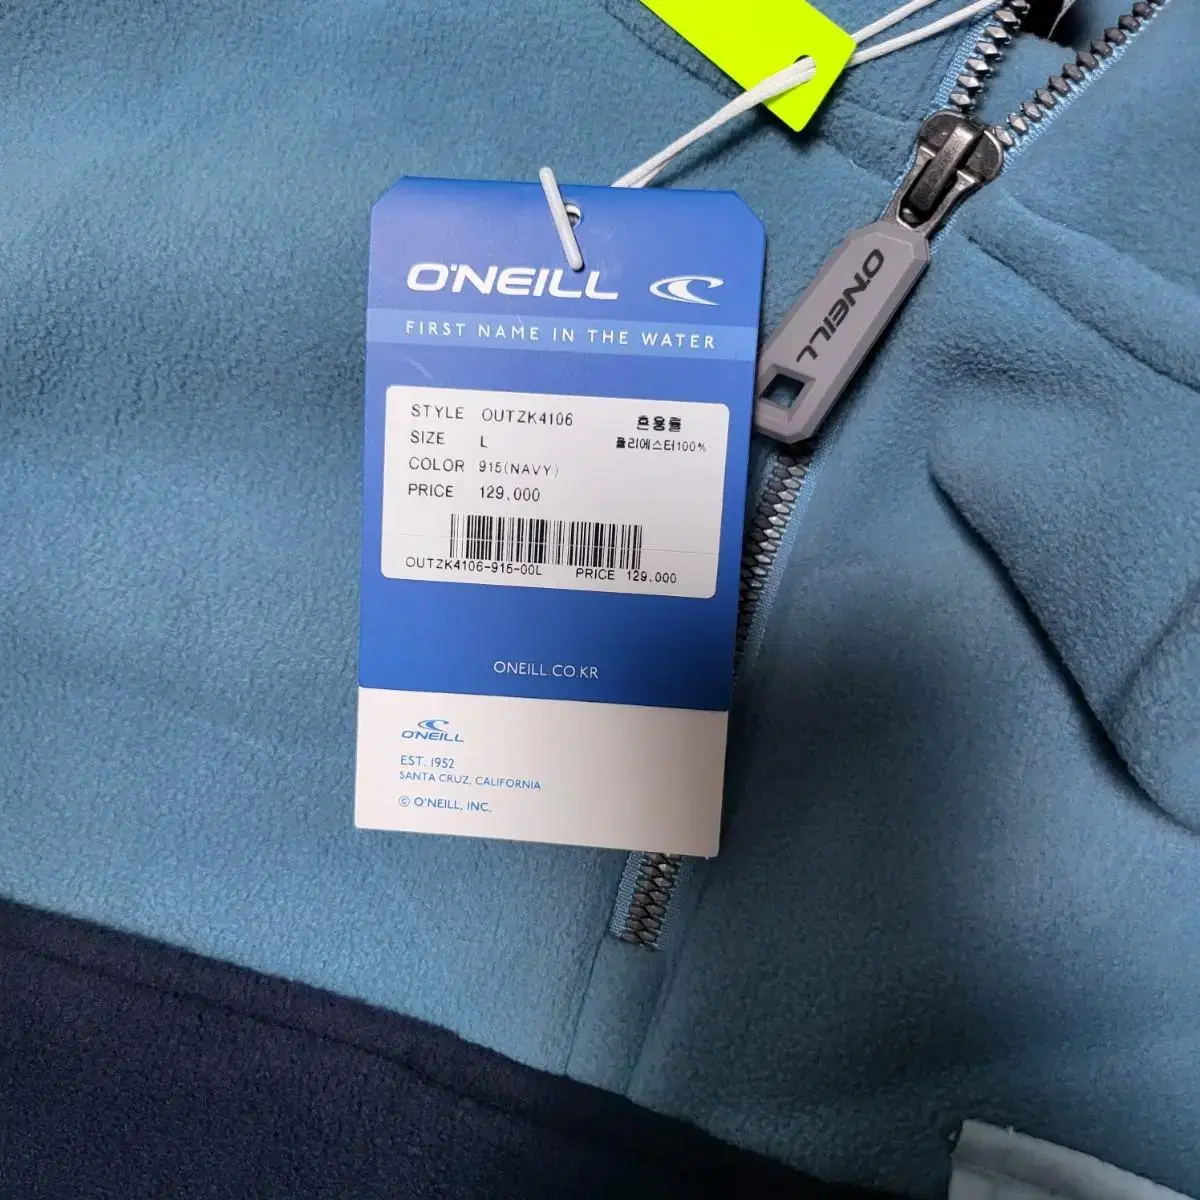 O'NEILL
FIRST NAME IN THE WATER
O'NEILL
STYLE OUTZK4106
SIZE L
COLOR 915(NAVY)
PRICE 129,000
혼용률
폴리에스터100%
OUTZK4106-915-00L PRICE 129,000
ONEILL.CO.KR
O'NEILL
EST. 1952
SANTA CRUZ, CALIFORNIA
© O'NEILL, INC.